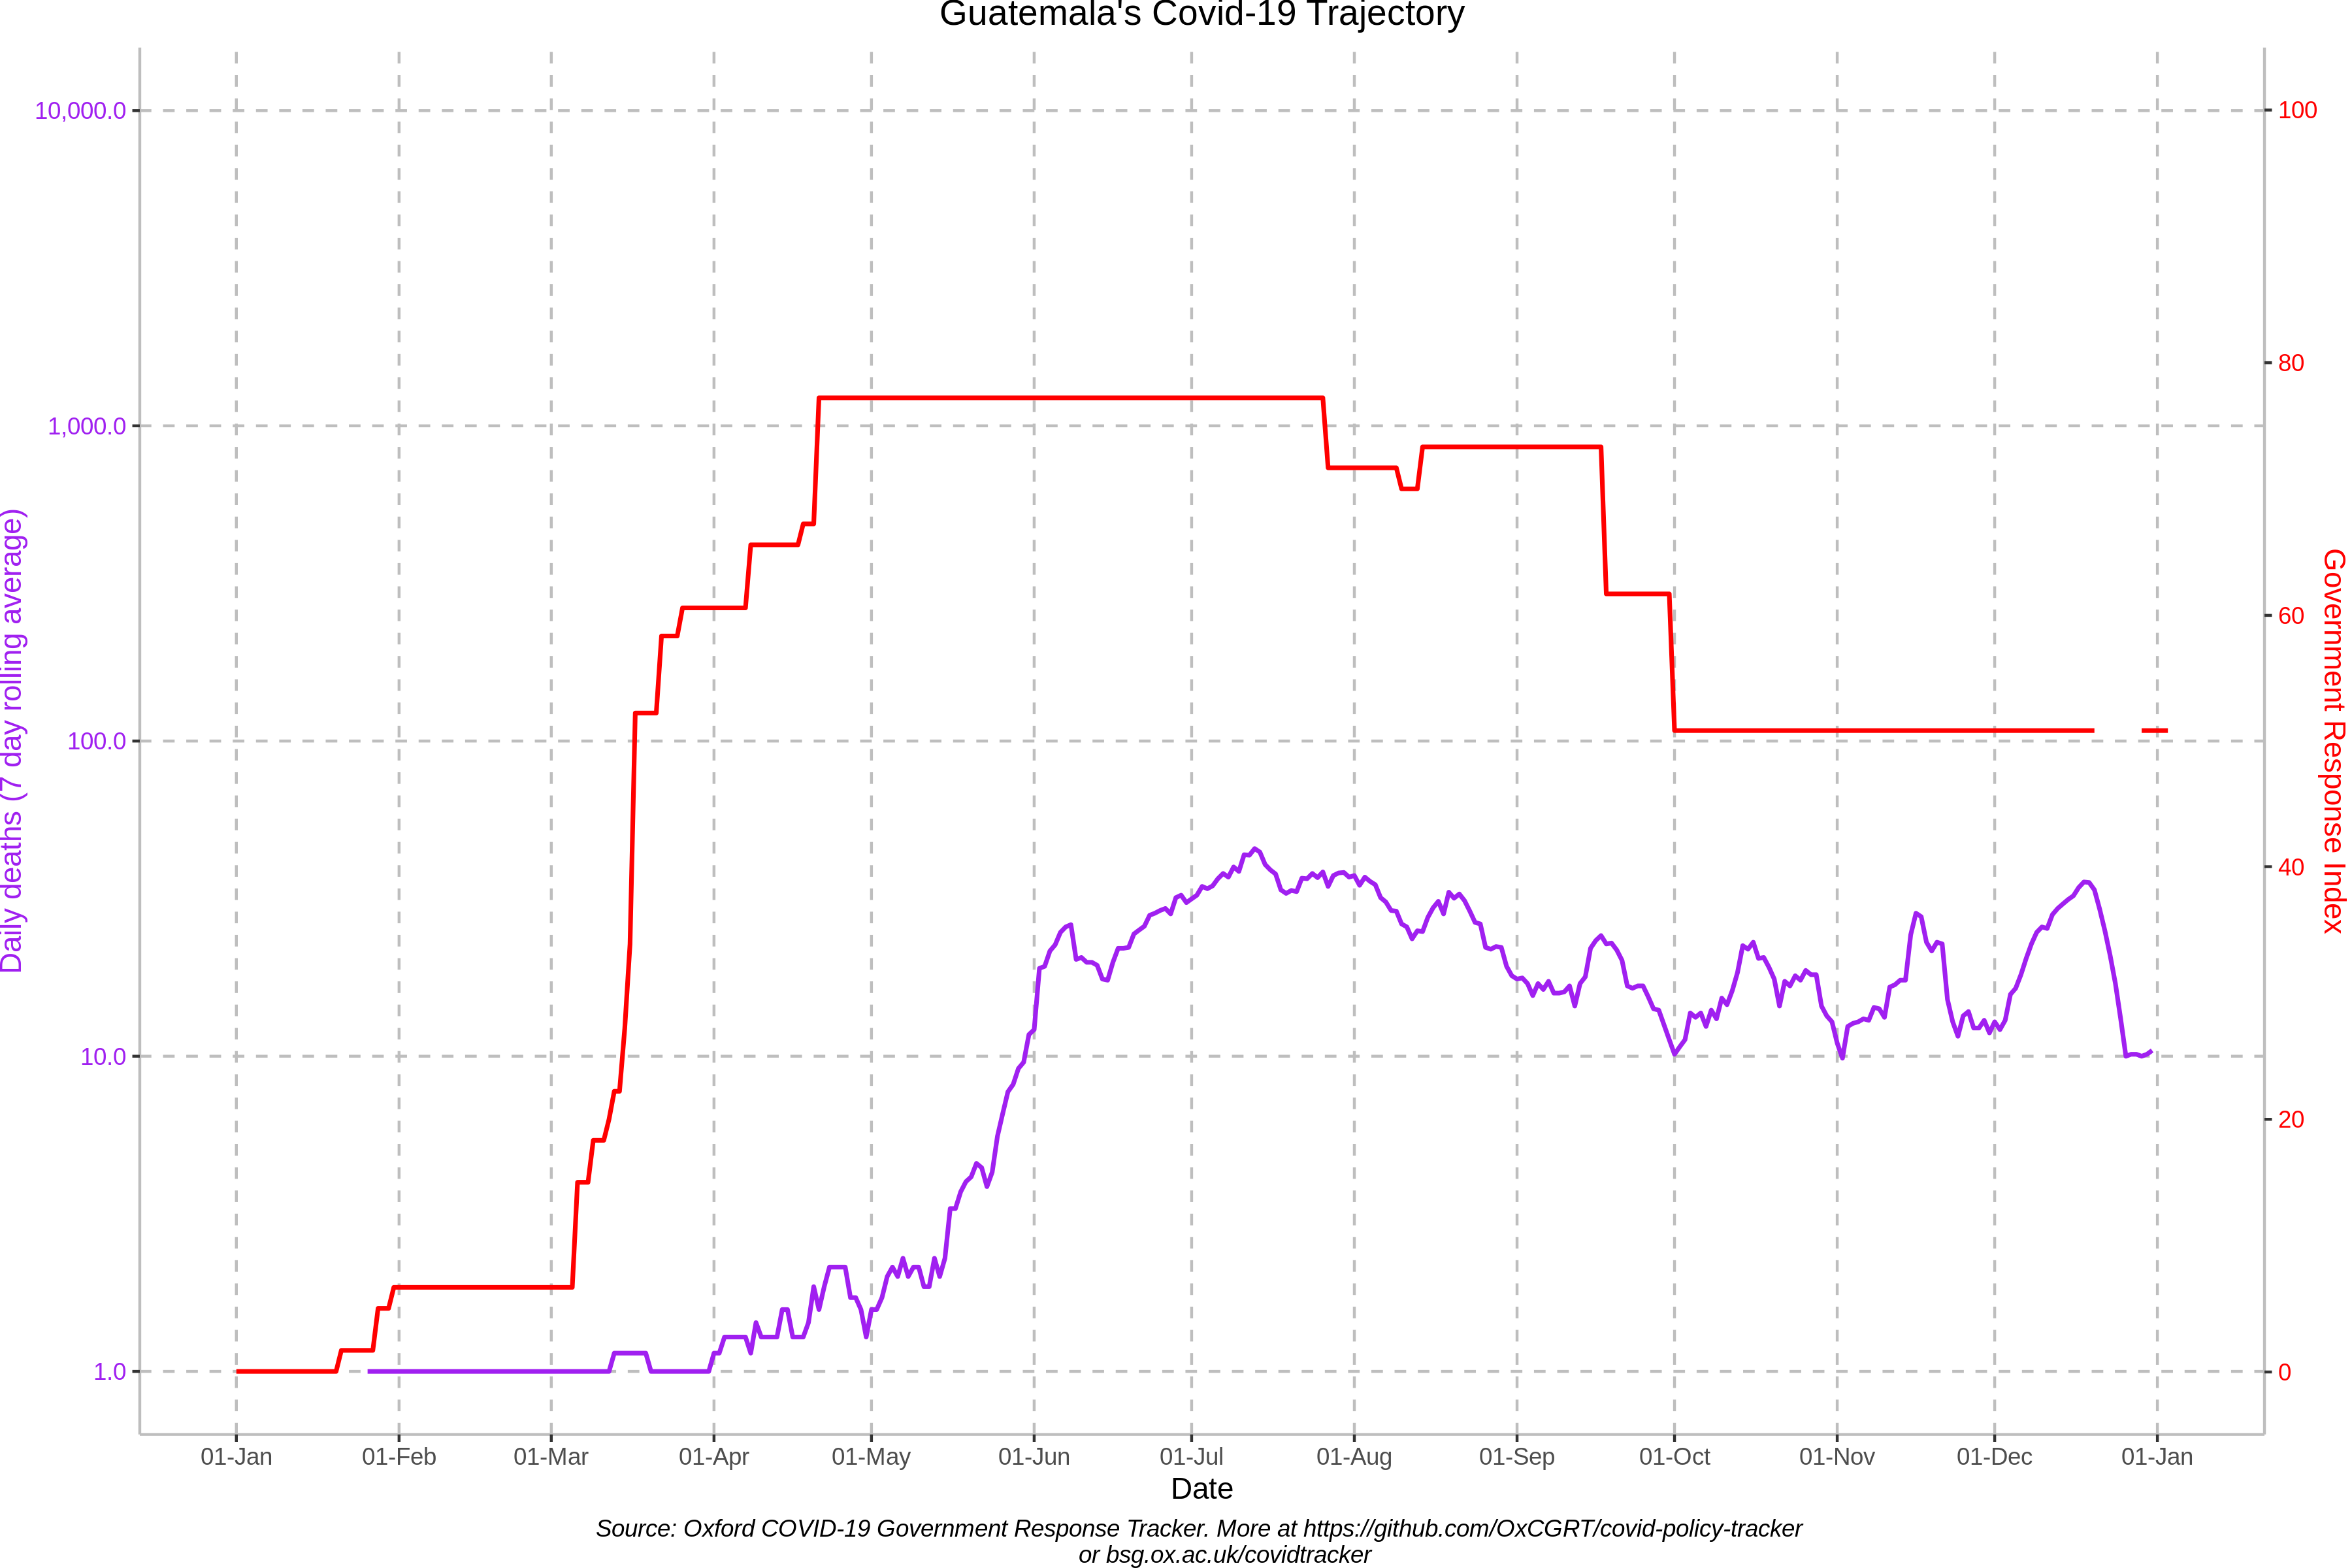 Guatemala's Covid-19 Trajectory
10,000.0
1,000.0
100.0
10.0
1.0
Daily deaths (7 day rolling average)
100
80
60
40
20
0
Government Response Index
01-Jan 01-Feb 01-Mar 01-Apr 01-May 01-Jun 01-Jul 01-Aug 01-Sep 01-Oct 01-Nov 01-Dec 01-Jan
Date
Source: Oxford COVID-19 Government Response Tracker. More at https://github.com/OxCGRT/covid-policy-tracker
or bsg.ox.ac.uk/covidtracker